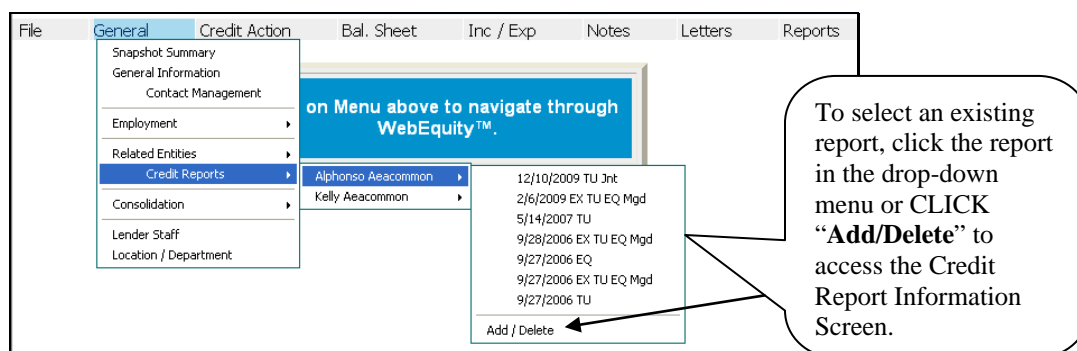 File General Credit Action Bal. Sheet Inc / Exp Notes Letters Reports
Snapshot Summary
General Information
Contact Management
Employment
Related Entities
Credit Reports
Consolidation
Lender Staff
Location / Department
on Menu above to navigate through
WebEquity™.
Alphonso Aeacommon
Kelly Aeacommon
12/10/2009 TU Jnt
2/6/2009 EX TU EQ Mgd
5/14/2007 TU
9/28/2006 EX TU EQ Mgd
9/27/2006 EQ
9/27/2006 EX TU EQ Mgd
9/27/2006 TU
Add / Delete
To select an existing
report, click the report
in the drop-down
menu or CLICK
“Add/Delete” to
access the Credit
Report Information
Screen.